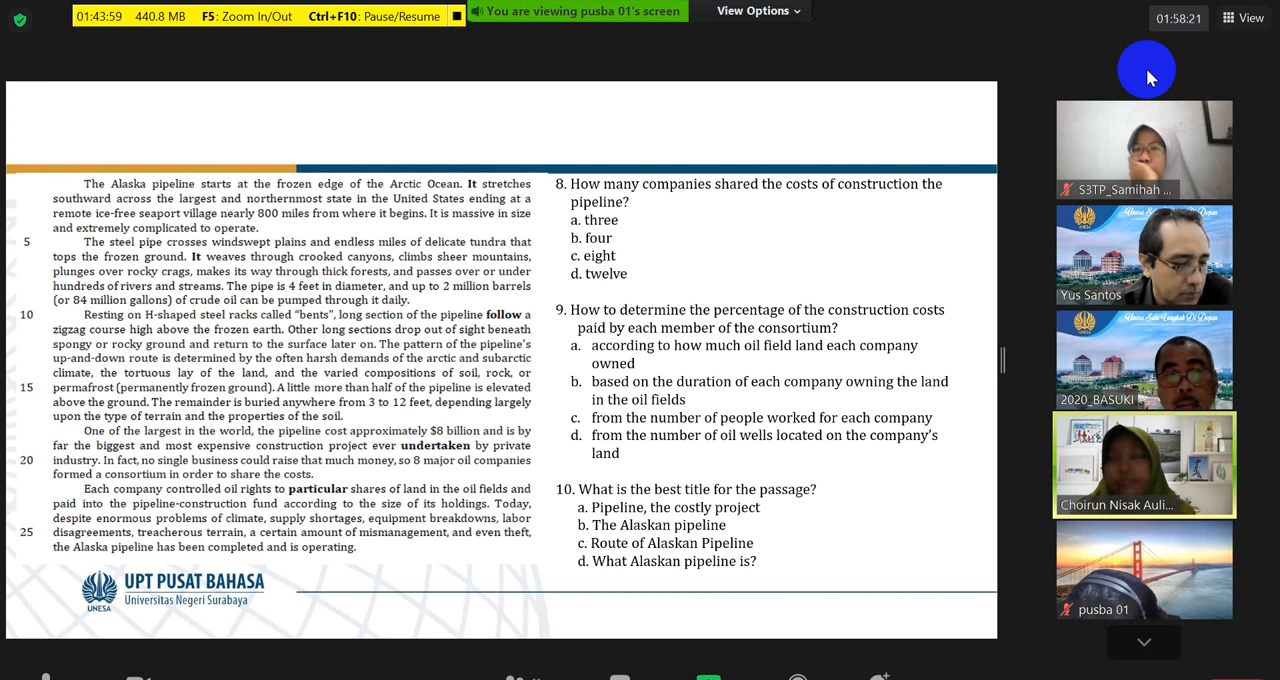 01:43:59 440.8 MB F5: Zoom In/Out Ctrl+F10: Pause/Resume
You are viewing pusba 01's screen
View Options
01:58:21
View
The Alaska pipeline starts at the frozen edge of the Arctic Ocean. It stretches
southward across the largest and northernmost state in the United States ending at a
remote ice-free seaport village nearly 800 miles from where it begins. It is massive in size
and extremely complicated to operate.
5 The steel pipe crosses windswept plains and endless miles of delicate tundra that
tops the frozen ground. It weaves through crooked canyons, climbs sheer mountains,
plunges over rocky crags, makes its way through thick forests, and passes over or under
hundreds of rivers and streams. The pipe is 4 feet in diameter, and up to 2 million barrels
(or 84 million gallons) of crude oil can be pumped through it daily.
10 Resting on H-shaped steel racks called "bents", long section of the pipeline follow a
zigzag course high above the frozen earth. Other long sections drop out of sight beneath
spongy or rocky ground and return to the surface later on. The pattern of the pipeline's
up-and-down route is determined by the often harsh demands of the arctic and subarctic
climate, the tortuous lay of the land, and the varied compositions of soil, rock, or
15 permafrost (permanently frozen ground). A little more than half of the pipeline is elevated
above the ground. The remainder is buried anywhere from 3 to 12 feet, depending largely
upon the type of terrain and the properties of the soil.
One of the largest in the world, the pipeline cost approximately $8 billion and is by
far the biggest and most expensive construction project ever undertaken by private
20 industry. In fact, no single business could raise that much money, so 8 major oil companies
formed a consortium in order to share the costs.
Each company controlled oil rights to particular shares of land in the oil fields and
paid into the pipeline-construction fund according to the size of its holdings. Today,
despite enormous problems of climate, supply shortages, equipment breakdowns, labor
25 disagreements, treacherous terrain, a certain amount of mismanagement, and even theft,
the Alaska pipeline has been completed and is operating.
UNESA
UPT PUSAT BAHASA
Universitas Negeri Surabaya
8. How many companies shared the costs of construction the
pipeline?
a. three
b. four
c. eight
d. twelve
9. How to determine the percentage of the construction costs
paid by each member of the consortium?
a. according to how much oil field land each company
owned
b. based on the duration of each company owning the land
in the oil fields
c. from the number of people worked for each company
d. from the number of oil wells located on the company's
land
10. What is the best title for the passage?
a. Pipeline, the costly project
b. The Alaskan pipeline
c. Route of Alaskan Pipeline
d. What Alaskan pipeline is?
S3TP_Samihah ...
Yus Santos
2020_BASUKI
Choirun Nisak Auli...
pusba 01